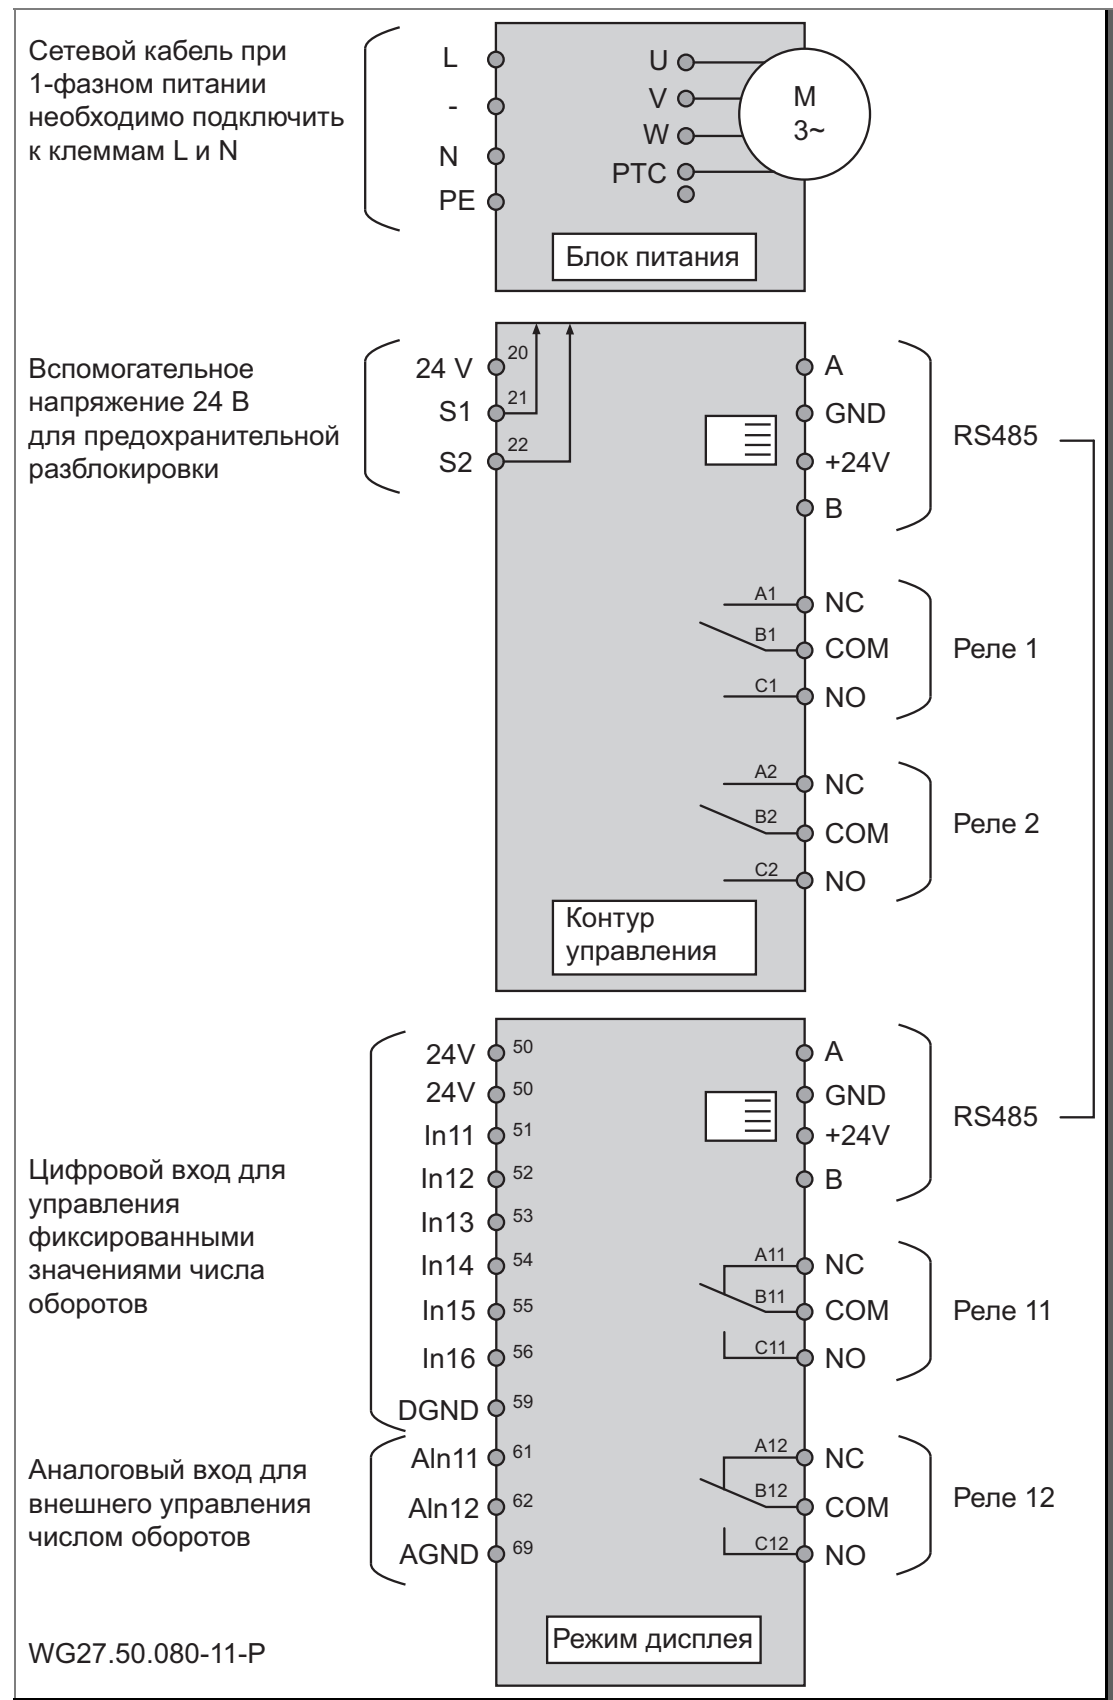 Сетевой кабель при
1-фазном питании
необходимо подключить
к клеммам L и N
L
-
N
PE
U
V
W
PTC
M
3~
Блок питания
Вспомогательное
напряжение 24 В
для предохранительной
разблокировки
24 V
20
S1
21
S2
22
A
GND
+24V
B
RS485
A1
NC
B1
COM
C1
NO
Реле 1
A2
NC
B2
COM
C2
NO
Реле 2
Контур
управления
Цифровой вход для
управления
фиксированными
значениями числа
оборотов
24V 50
24V 50
In11 51
In12 52
In13 53
In14 54
In15 55
In16 56
DGND 59
A
GND
+24V
B
RS485
A11
NC
B11
COM
C11
NO
Реле 11
Аналоговый вход для
внешнего управления
числом оборотов
Aln11 61
Aln12 62
AGND 69
A12
NC
B12
COM
C12
NO
Реле 12
Режим дисплея
WG27.50.080-11-P